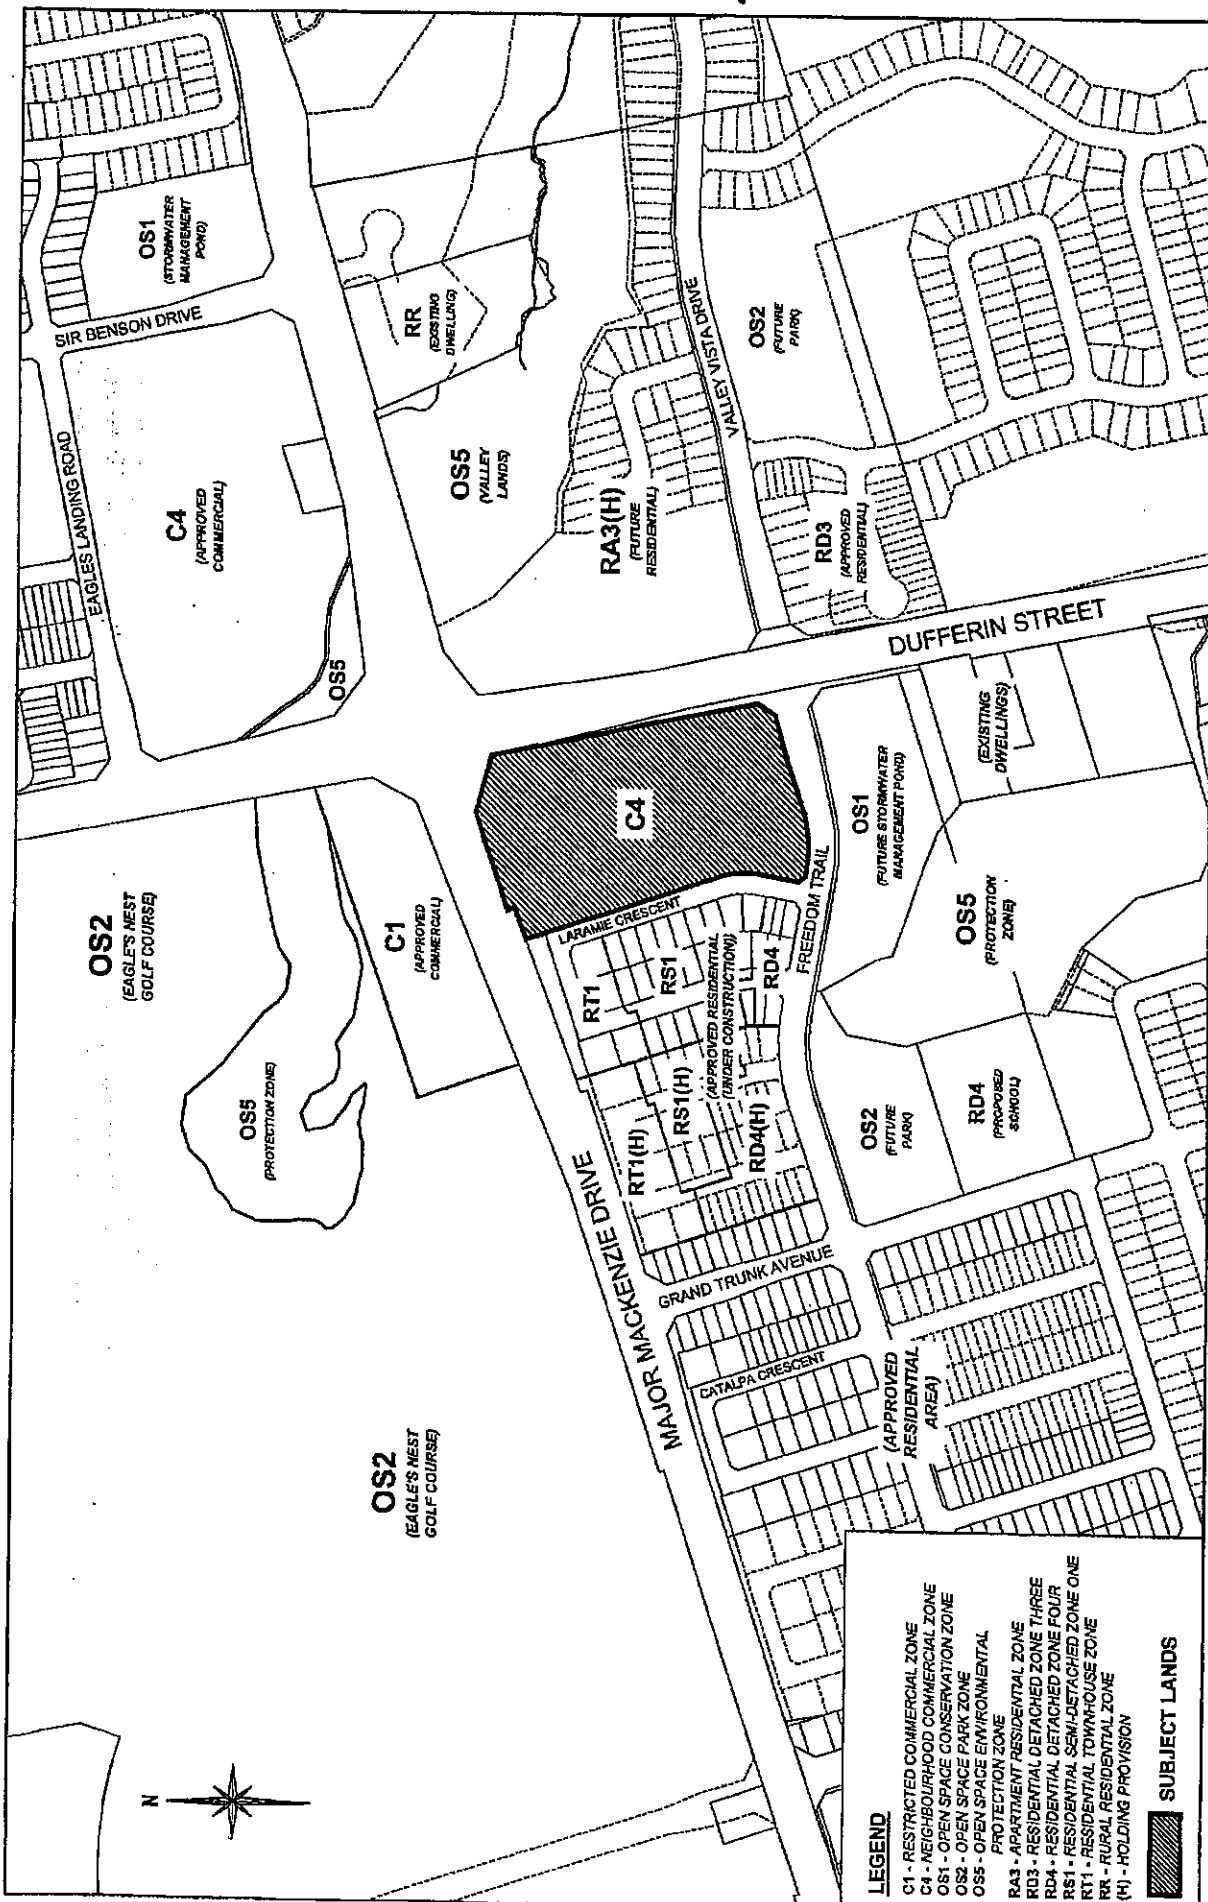 N
OS2
(EAGLE'S NEST
GOLF COURSE)
OS5
(PROTECTION ZONE)
OS2
(EAGLE'S NEST
GOLF COURSE)
C1
(APPROVED
COMMERCIAL)
EAGLES LANDING ROAD
SIR BENSON DRIVE
C4
(APPROVED
COMMERCIAL)
OS5
OS1
(STORMWATER
MANAGEMENT
POND)
RR
(EXISTING
DWELLING)
OS5
(VALLEY
LANDS)
RA3(H)
(FUTURE
RESIDENTIAL)
VALLEY VISTA DRIVE
OS2
(FUTURE
PARK)
RD3
(APPROVED
RESIDENTIAL)
DUFFERIN STREET
MAJOR MACKENZIE DRIVE
C4
LARAMIE CRESCENT
RT1
RS1
RD4
(APPROVED RESIDENTIAL
(UNDER CONSTRUCTION))
RT1(H)
RS1(H)
RD4(H)
FREEDOM TRAIL
GRAND TRUNK AVENUE
CATALPA CRESCENT
(APPROVED
RESIDENTIAL
AREA)
OS1
(FUTURE STORMWATER
MANAGEMENT POND)
(EXISTING
DWELLINGS)
OS5
(PROTECTION
ZONE)
OS2
(FUTURE
PARK)
RD4
(PROPOSED
SCHOOL)
LEGEND
C1 - RESTRICTED COMMERCIAL ZONE
C4 - NEIGHBOURHOOD COMMERCIAL ZONE
OS1 - OPEN SPACE CONSERVATION ZONE
OS2 - OPEN SPACE PARK ZONE
OS5 - OPEN SPACE ENVIRONMENTAL
PROTECTION ZONE
RA3 - APARTMENT RESIDENTIAL ZONE
RD3 - RESIDENTIAL DETACHED ZONE THREE
RD4 - RESIDENTIAL DETACHED ZONE FOUR
RS1 - RESIDENTIAL SEMI-DETACHED ZONE ONE
RT1 - RESIDENTIAL TOWNHOUSE ZONE
RR - RURAL RESIDENTIAL ZONE
(H) - HOLDING PROVISION
SUBJECT LANDS